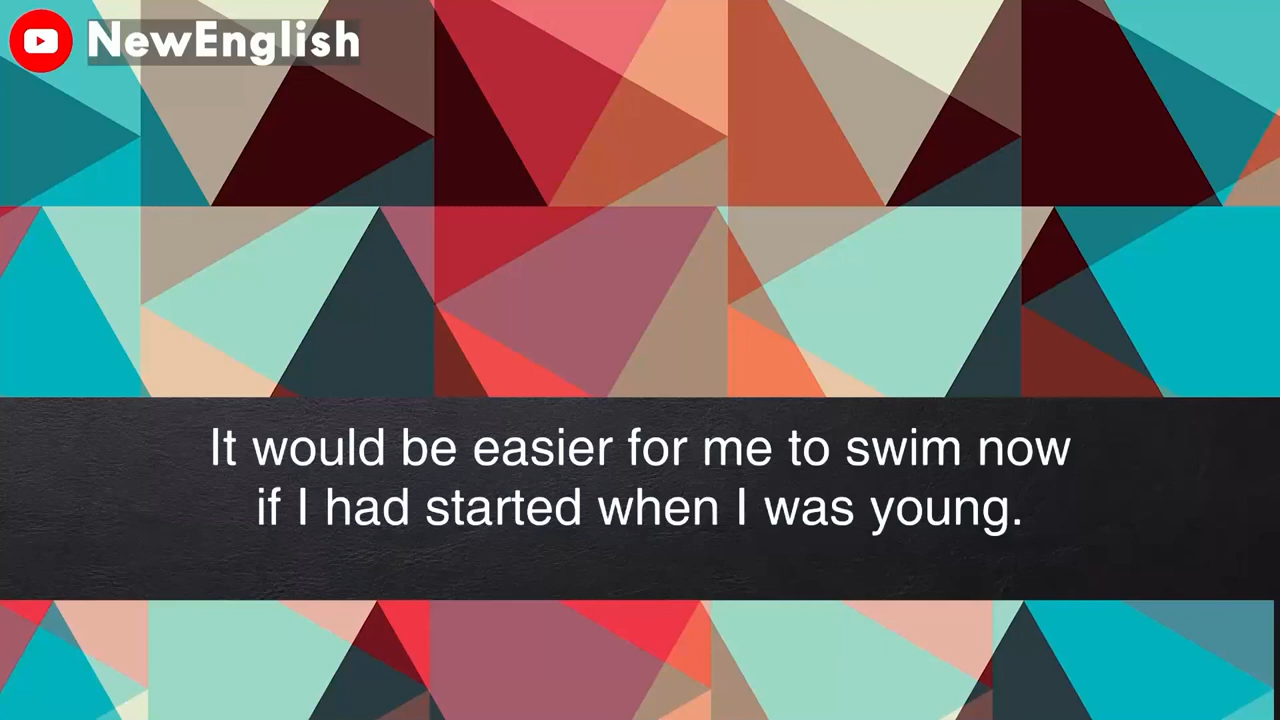 NewEnglish
It would be easier for me to swim now
if I had started when I was young.